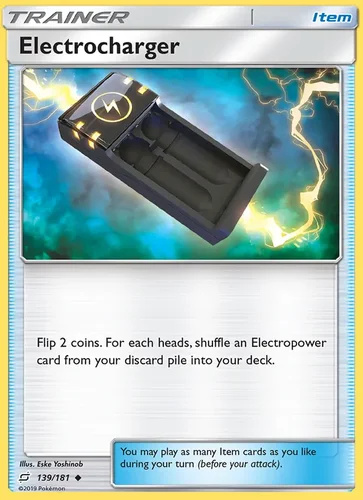 TRAINER Item
Electrocharger
Flip 2 coins. For each heads, shuffle an Electropower
card from your discard pile into your deck.
Illus. Eske Yoshinob
139/181
©2019 Pokémon
You may play as many Item cards as you like
during your turn (before your attack).